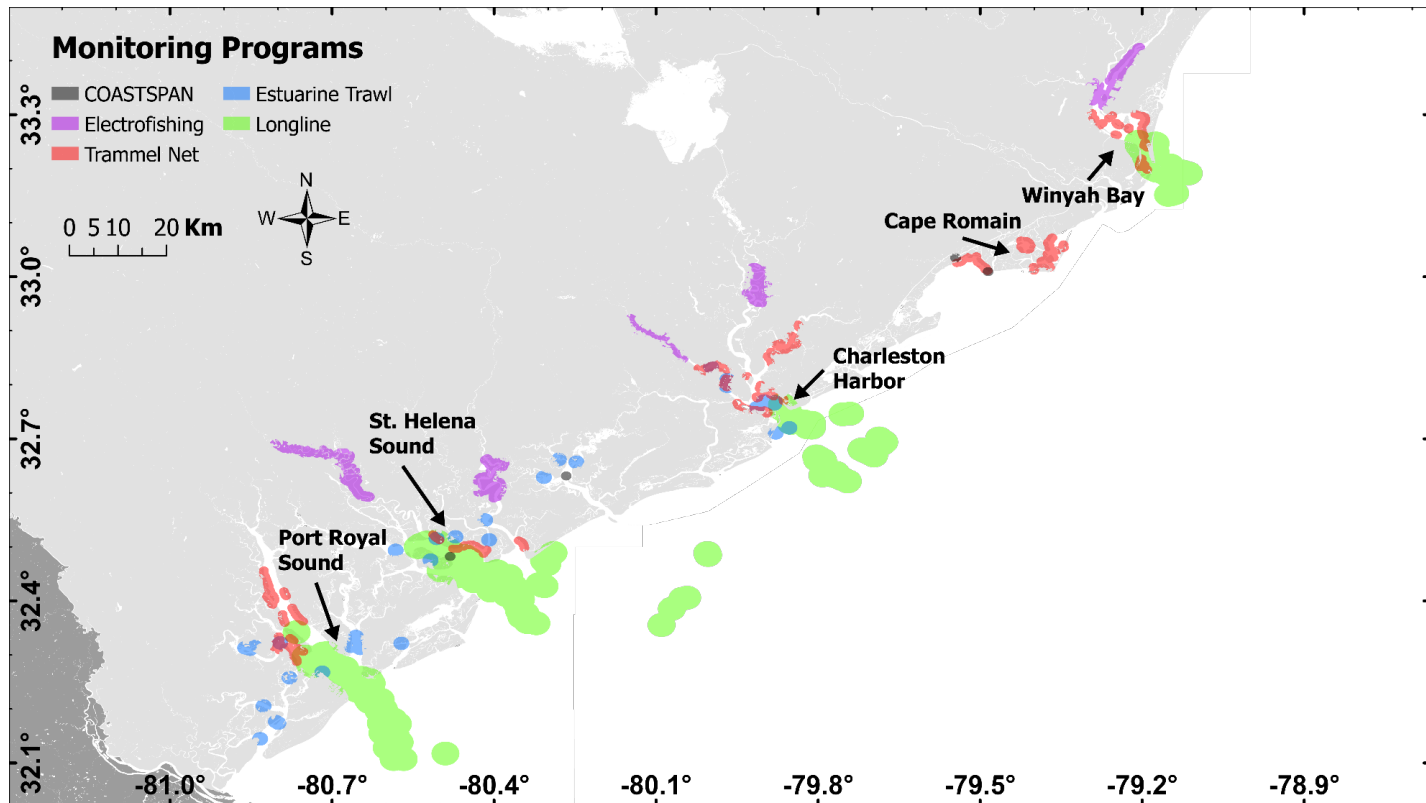 Monitoring Programs
COASTSPAN
Electrofishing
Trammel Net
Estuarine Trawl
Longline
N
W E
S
0 5 10 20 Km
Winyah Bay
Cape Romain
Charleston
Harbor
St. Helena
Sound
Port Royal
Sound
33.3°
33.0°
32.7°
32.4°
32.1°
-81.0° -80.7° -80.4° -80.1° -79.8° -79.5° -79.2° -78.9°